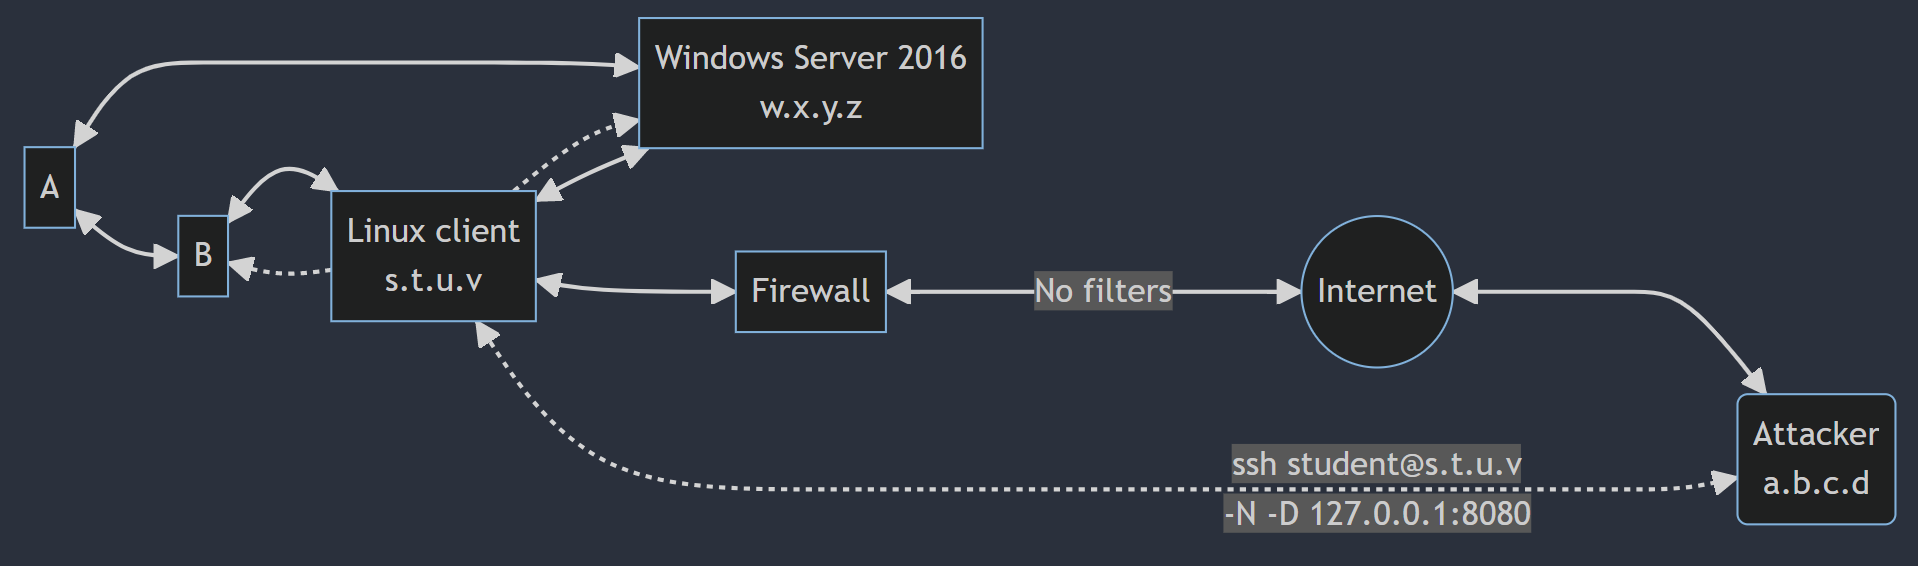 Windows Server 2016
w.x.y.z
A
B
Linux client
s.t.u.v
Firewall
No filters
Internet
Attacker
a.b.c.d
ssh student@s.t.u.v
-N -D 127.0.0.1:8080